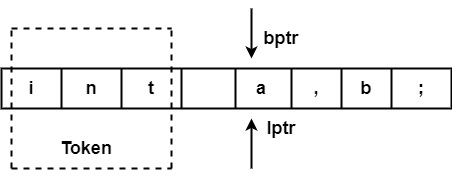 bptr
i n t a , b ;
lptr
Token